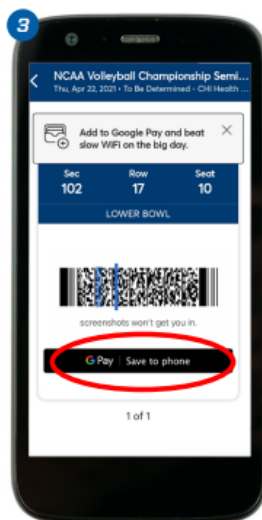 3
NCAA Volleyball Championship Semi...
Thu, Apr 22, 2021 • To Be Determined - CHI Health ...
Add to Google Pay and beat
slow WiFi on the big day.
Sec Row Seat
102 17 10
LOWER BOWL
screenshots won't get you in.
G Pay | Save to phone
1 of 1